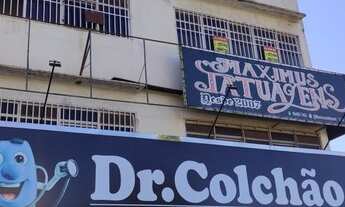 MAXIMUS
TATUAGENS
Desde 2007
Dr.Colchão